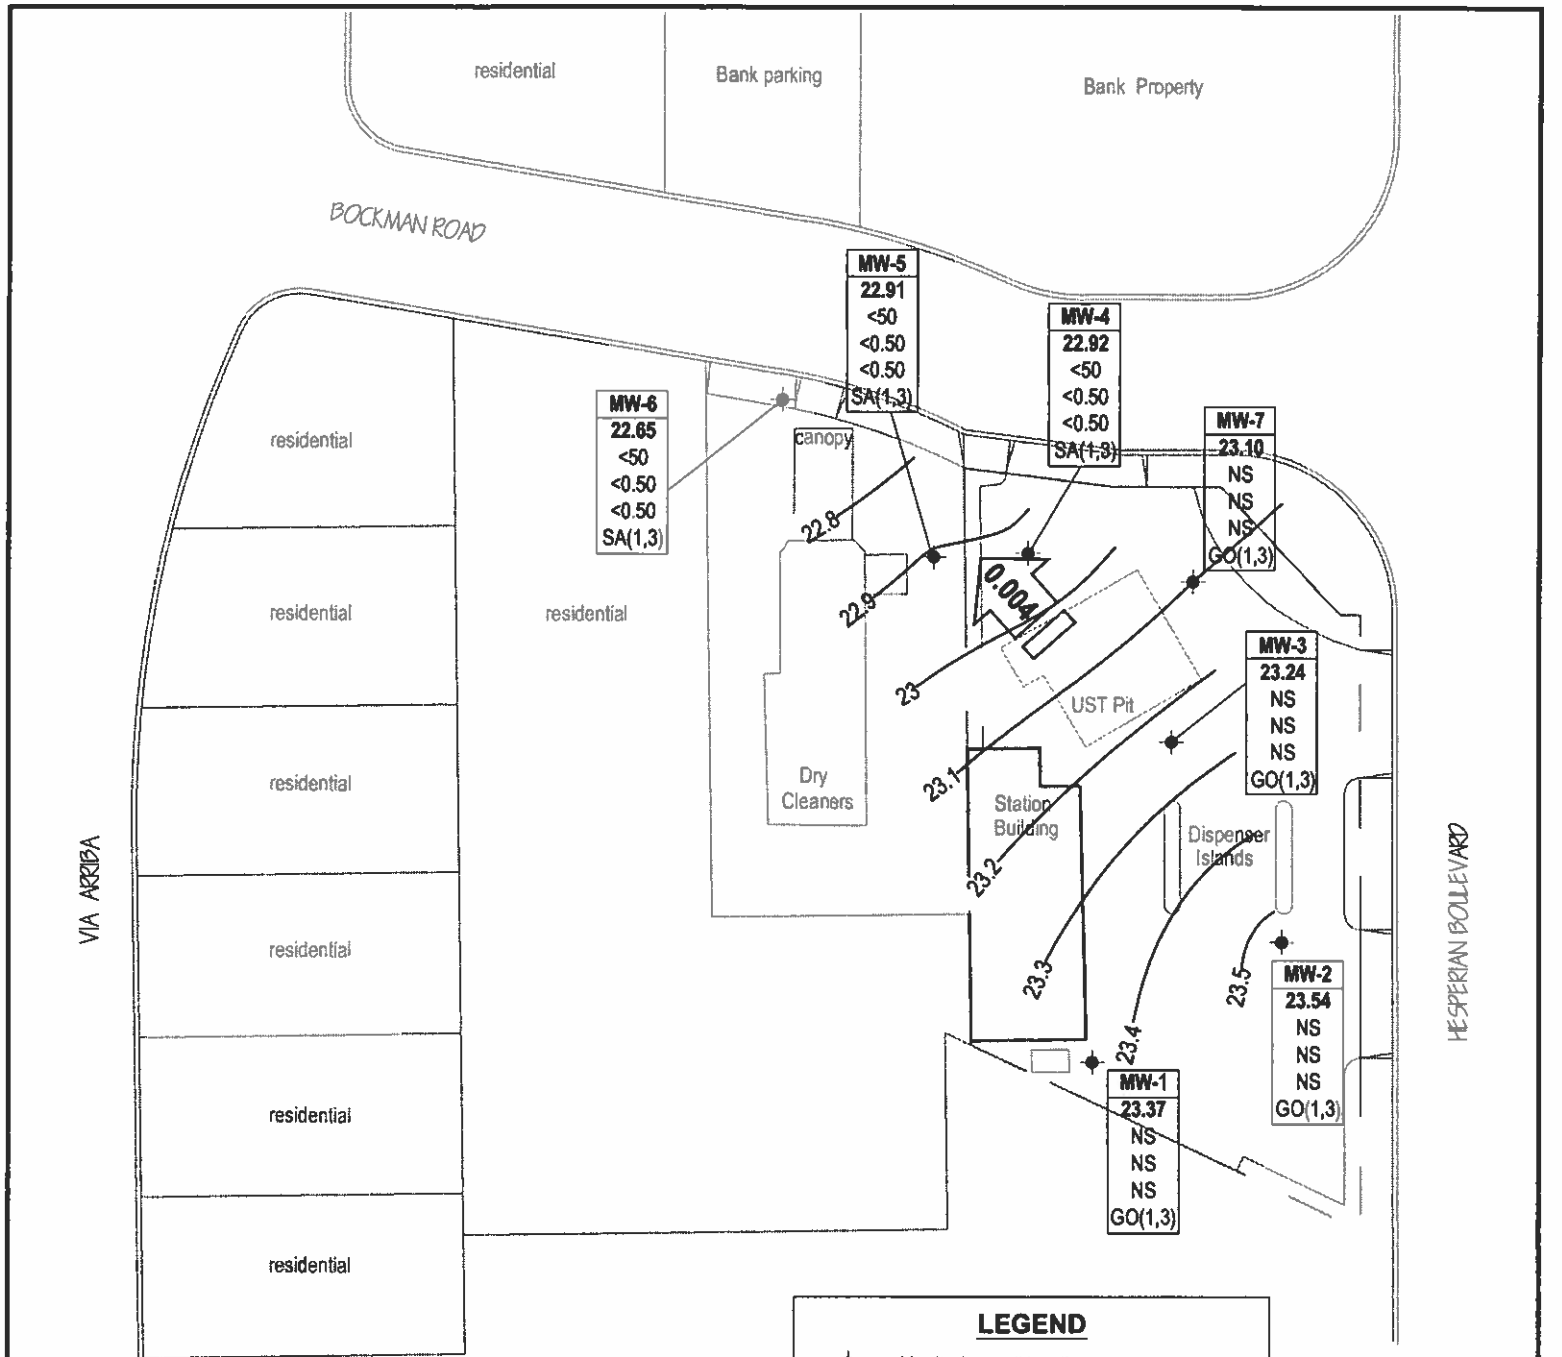 residential
Bank parking
Bank Property
BOCKMAN ROAD
MW-5
22.91
<50
<0.50
<0.50
SA(1,3)
MW-4
22.92
<50
<0.50
<0.50
SA(1,3)
MW-6
22.65
<50
<0.50
<0.50
SA(1,3)
MW-7
23.10
NS
NS
NS
GO(1,3)
residential
canopy
22.8
22.9
0.004
residential
residential
MW-3
23.24
NS
NS
NS
GO(1,3)
23
UST Pit
residential
Dry
Cleaners
23.1
Station
Building
Dispenser
Islands
23.2
VIA ARRIBA
HESPERIAN BOULEVARD
residential
23.3
23.4
23.5
MW-2
23.54
NS
NS
NS
GO(1,3)
MW-1
23.37
NS
NS
NS
GO(1,3)
residential
residential
LEGEND